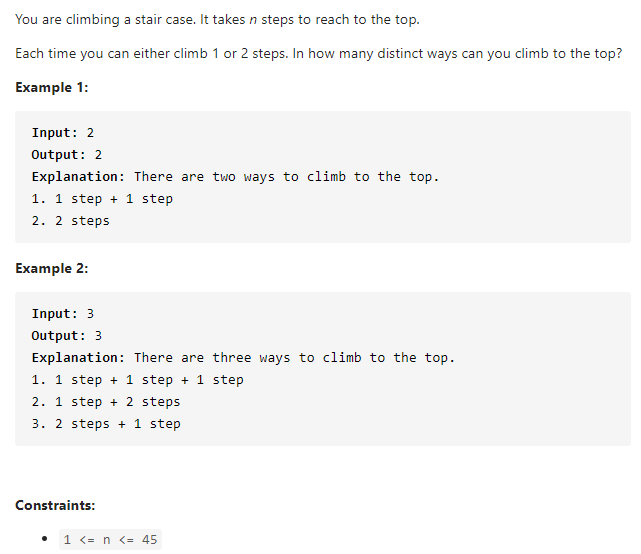 You are climbing a stair case. It takes n steps to reach to the top.
Each time you can either climb 1 or 2 steps. In how many distinct ways can you climb to the top?
Example 1:
Input: 2
Output: 2
Explanation: There are two ways to climb to the top.
1. 1 step + 1 step
2. 2 steps
Example 2:
Input: 3
Output: 3
Explanation: There are three ways to climb to the top.
1. 1 step + 1 step + 1 step
2. 1 step + 2 steps
3. 2 steps + 1 step
Constraints:
• 1 <= n <= 45